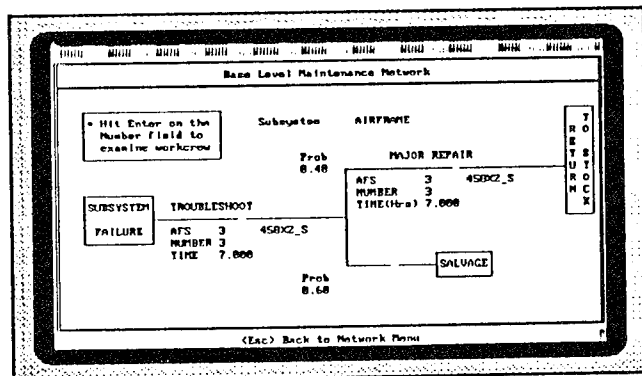 Base Level Maintenance Network
* Hit Enter on the
Number field to
examine workcrew
Subsystem AIRFRAME
Prob
0.40
MAJOR REPAIR
AFS 3 458X2_S
NUMBER 3
TIME(Hrs) 7.000
RETURN
TO STOCK
SUBSYSTEM
FAILURE
TROUBLESHOOT
AFS 3 458X2_S
NUMBER 3
TIME 7.000
SALVAGE
Prob
0.60
(Esc) Back to Network Menu